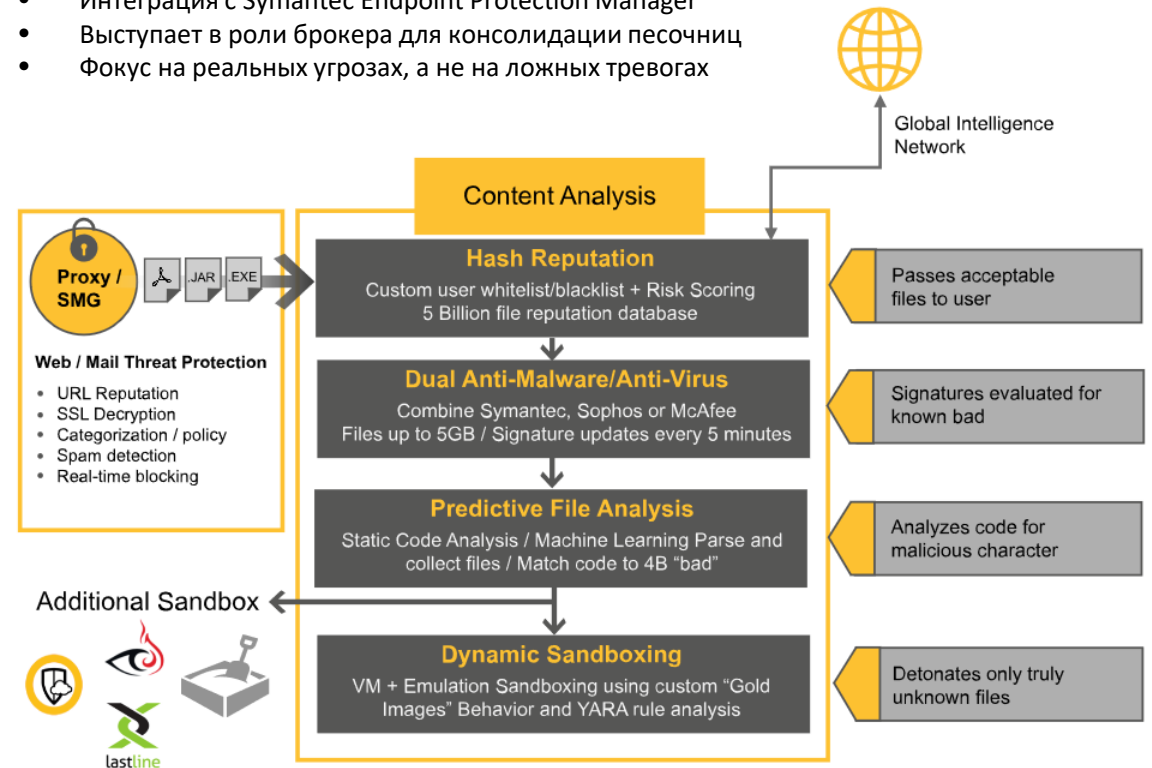 • Интеграция с Symantec Endpoint Protection Manager
• Выступает в роли брокера для консолидации песочниц
• Фокус на реальных угрозах, а не на ложных тревогах
Global Intelligence
Network
Content Analysis
Proxy /
SMG
.JAR
.EXE
Web / Mail Threat Protection
• URL Reputation
• SSL Decryption
• Categorization / policy
• Spam detection
• Real-time blocking
Hash Reputation
Custom user whitelist/blacklist + Risk Scoring
5 Billion file reputation database
Passes acceptable
files to user
Dual Anti-Malware/Anti-Virus
Combine Symantec, Sophos or McAfee
Files up to 5GB / Signature updates every 5 minutes
Signatures evaluated for
known bad
Predictive File Analysis
Static Code Analysis / Machine Learning Parse and
collect files / Match code to 4B “bad”
Analyzes code for
malicious character
Additional Sandbox
lastline
Dynamic Sandboxing
VM + Emulation Sandboxing using custom “Gold
Images” Behavior and YARA rule analysis
Detonates only truly
unknown files